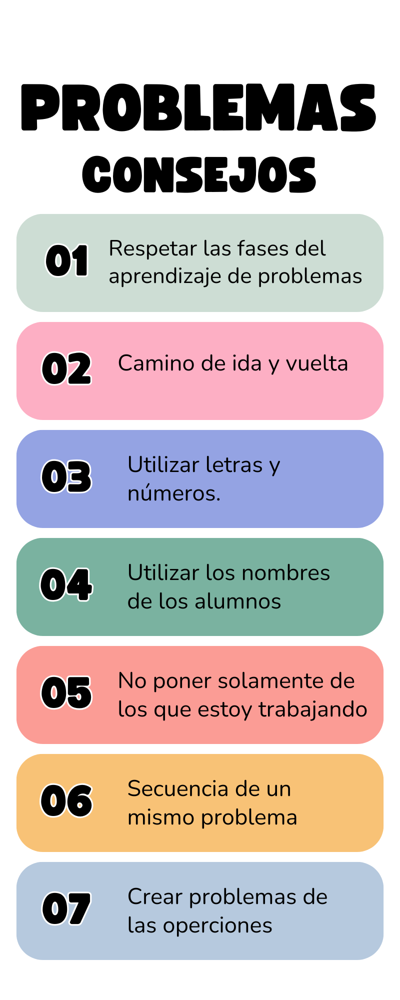 PROBLEMAS
CONSEJOS
01
Respetar las fases del
aprendizaje de problemas
02
Camino de ida y vuelta
03
Utilizar letras y
números.
04
Utilizar los nombres
de los alumnos
05
No poner solamente de
los que estoy trabajando
06
Secuencia de un
mismo problema
07
Crear problemas de
las operciones